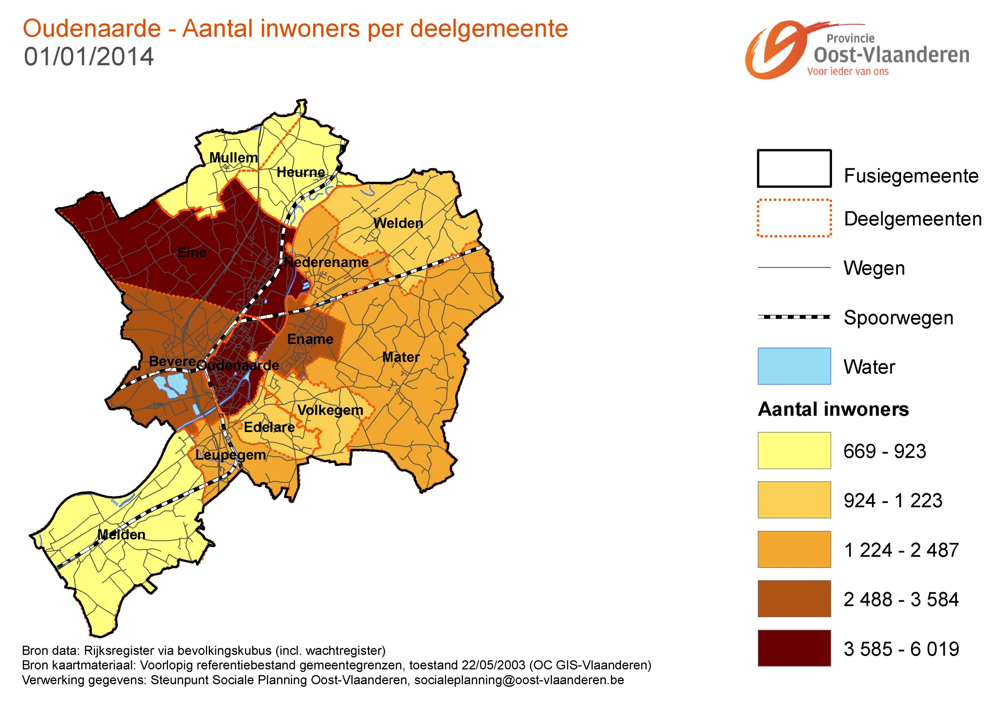 Oudenaarde - Aantal inwoners per deelgemeente
01/01/2014
Provincie
Oost-Vlaanderen
Voor ieder van ons
Mullem
Heurne
Welden
Eine
Nederename
Ename
Mater
Bevere
Oudenaarde
Volkegem
Edelare
Leupegem
Melden
Fusiegemeente
Deelgemeenten
Wegen
Spoorwegen
Water
Aantal inwoners
669 - 923
924 - 1 223
1 224 - 2 487
2 488 - 3 584
3 585 - 6 019
Bron data: Rijksregister via bevolkingskubus (incl. wachtregister)
Bron kaartmateriaal: Voorlopig referentiebestand gemeentegrenzen, toestand 22/05/2003 (OC GIS-Vlaanderen)
Verwerking gegevens: Steunpunt Sociale Planning Oost-Vlaanderen, socialeplanning@oost-vlaanderen.be